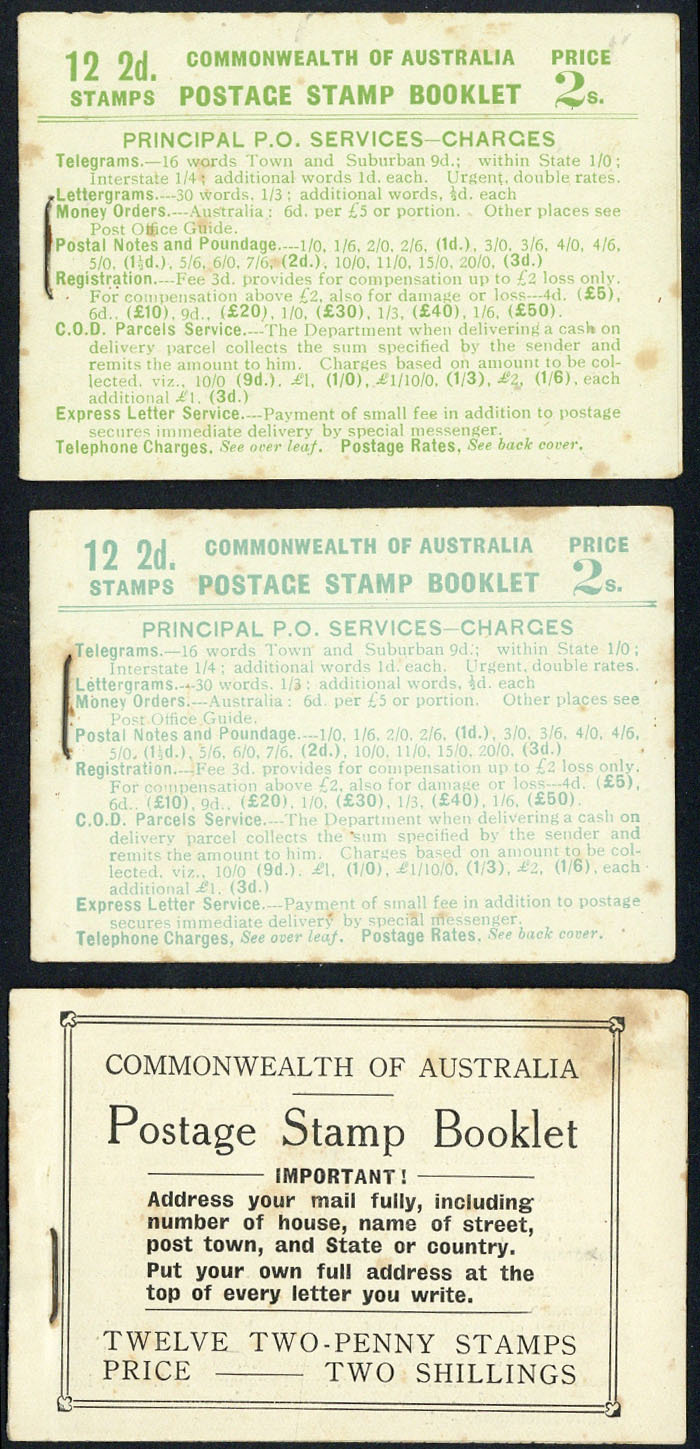 12 2d. COMMONWEALTH OF AUSTRALIA PRICE
STAMPS POSTAGE STAMP BOOKLET 2s.
PRINCIPAL P.O. SERVICES—CHARGES
Telegrams.—16 words Town and Suburban 9d.; within State 1/0;
Interstate 1/4; additional words 1d. each. Urgent, double rates.
Lettergrams.---30 words, 1/3; additional words, ½d. each
Money Orders.---Australia: 6d. per £5 or portion. Other places see
Post Office Guide.
Postal Notes and Poundage.---1/0, 1/6, 2/0, 2/6, (1d.), 3/0, 3/6, 4/0, 4/6,
5/0, (1½d.), 5/6, 6/0, 7/6, (2d.), 10/0, 11/0, 15/0, 20/0, (3d.)
Registration.---Fee 3d. provides for compensation up to £2 loss only.
For compensation above £2, also for damage or loss---4d. (£5),
6d., (£10), 9d., (£20), 1/0, (£30), 1/3, (£40), 1/6, (£50).
C.O.D. Parcels Service.---The Department when delivering a cash on
delivery parcel collects the sum specified by the sender and
remits the amount to him. Charges based on amount to be col-
lected, viz., 10/0 (9d.), £1, (1/0), £1/10/0, (1/3), £2, (1/6), each
additional £1, (3d.)
Express Letter Service.---Payment of small fee in addition to postage
secures immediate delivery by special messenger.
Telephone Charges, See over leaf. Postage Rates, See back cover.
12 2d. COMMONWEALTH OF AUSTRALIA PRICE
STAMPS POSTAGE STAMP BOOKLET 2s.
PRINCIPAL P.O. SERVICES—CHARGES
Telegrams.—16 words Town and Suburban 9d.; within State 1/0;
Interstate 1/4; additional words 1d. each. Urgent, double rates.
Lettergrams.---30 words, 1/3; additional words, ½d. each
Money Orders.---Australia: 6d. per £5 or portion. Other places see
Post Office Guide.
Postal Notes and Poundage.---1/0, 1/6, 2/0, 2/6, (1d.), 3/0, 3/6, 4/0, 4/6,
5/0, (1½d.), 5/6, 6/0, 7/6, (2d.), 10/0, 11/0, 15/0, 20/0, (3d.)
Registration.---Fee 3d. provides for compensation up to £2 loss only.
For compensation above £2, also for damage or loss---4d. (£5),
6d., (£10), 9d., (£20), 1/0, (£30), 1/3, (£40), 1/6, (£50).
C.O.D. Parcels Service.---The Department when delivering a cash on
delivery parcel collects the sum specified by the sender and
remits the amount to him. Charges based on amount to be col-
lected, viz., 10/0 (9d.), £1, (1/0), £1/10/0, (1/3), £2, (1/6), each
additional £1, (3d.)
Express Letter Service.---Payment of small fee in addition to postage
secures immediate delivery by special messenger.
Telephone Charges, See over leaf. Postage Rates, See back cover.
COMMONWEALTH OF AUSTRALIA
Postage Stamp Booklet
IMPORTANT!
Address your mail fully, including
number of house, name of street,
post town, and State or country.
Put your own full address at the
top of every letter you write.
TWELVE TWO-PENNY STAMPS
PRICE —— TWO SHILLINGS